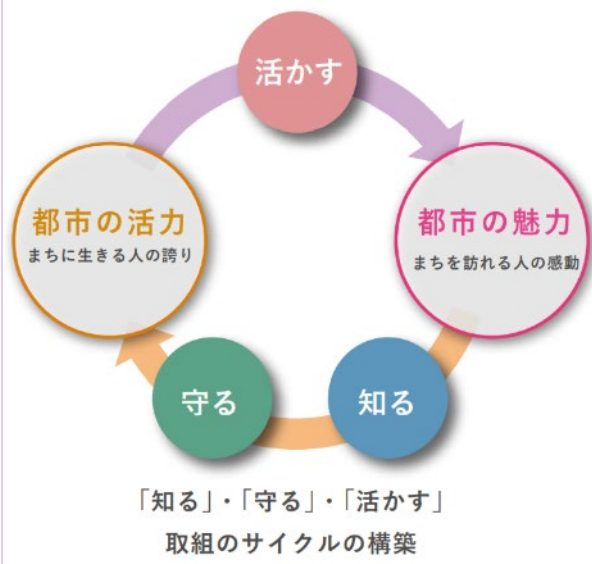 活かす
都市の活力
まちに生きる人の誇り
都市の魅力
まちを訪れる人の感動
守る
知る
「知る」・「守る」・「活かす」
取組のサイクルの構築